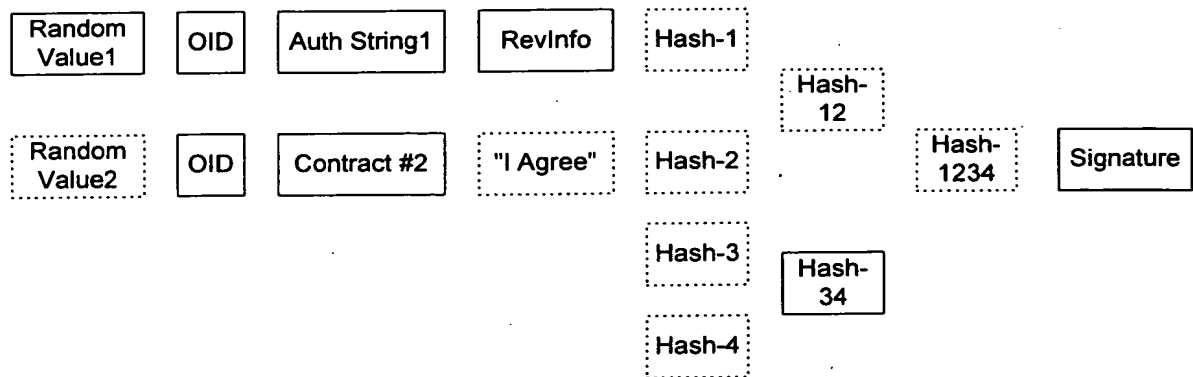 Random
Value1
OID
Auth String1
RevInfo
Hash-1
Hash-
12
Random
Value2
OID
Contract #2
"I Agree"
Hash-2
Hash-
1234
Signature
Hash-3
Hash-
34
Hash-4